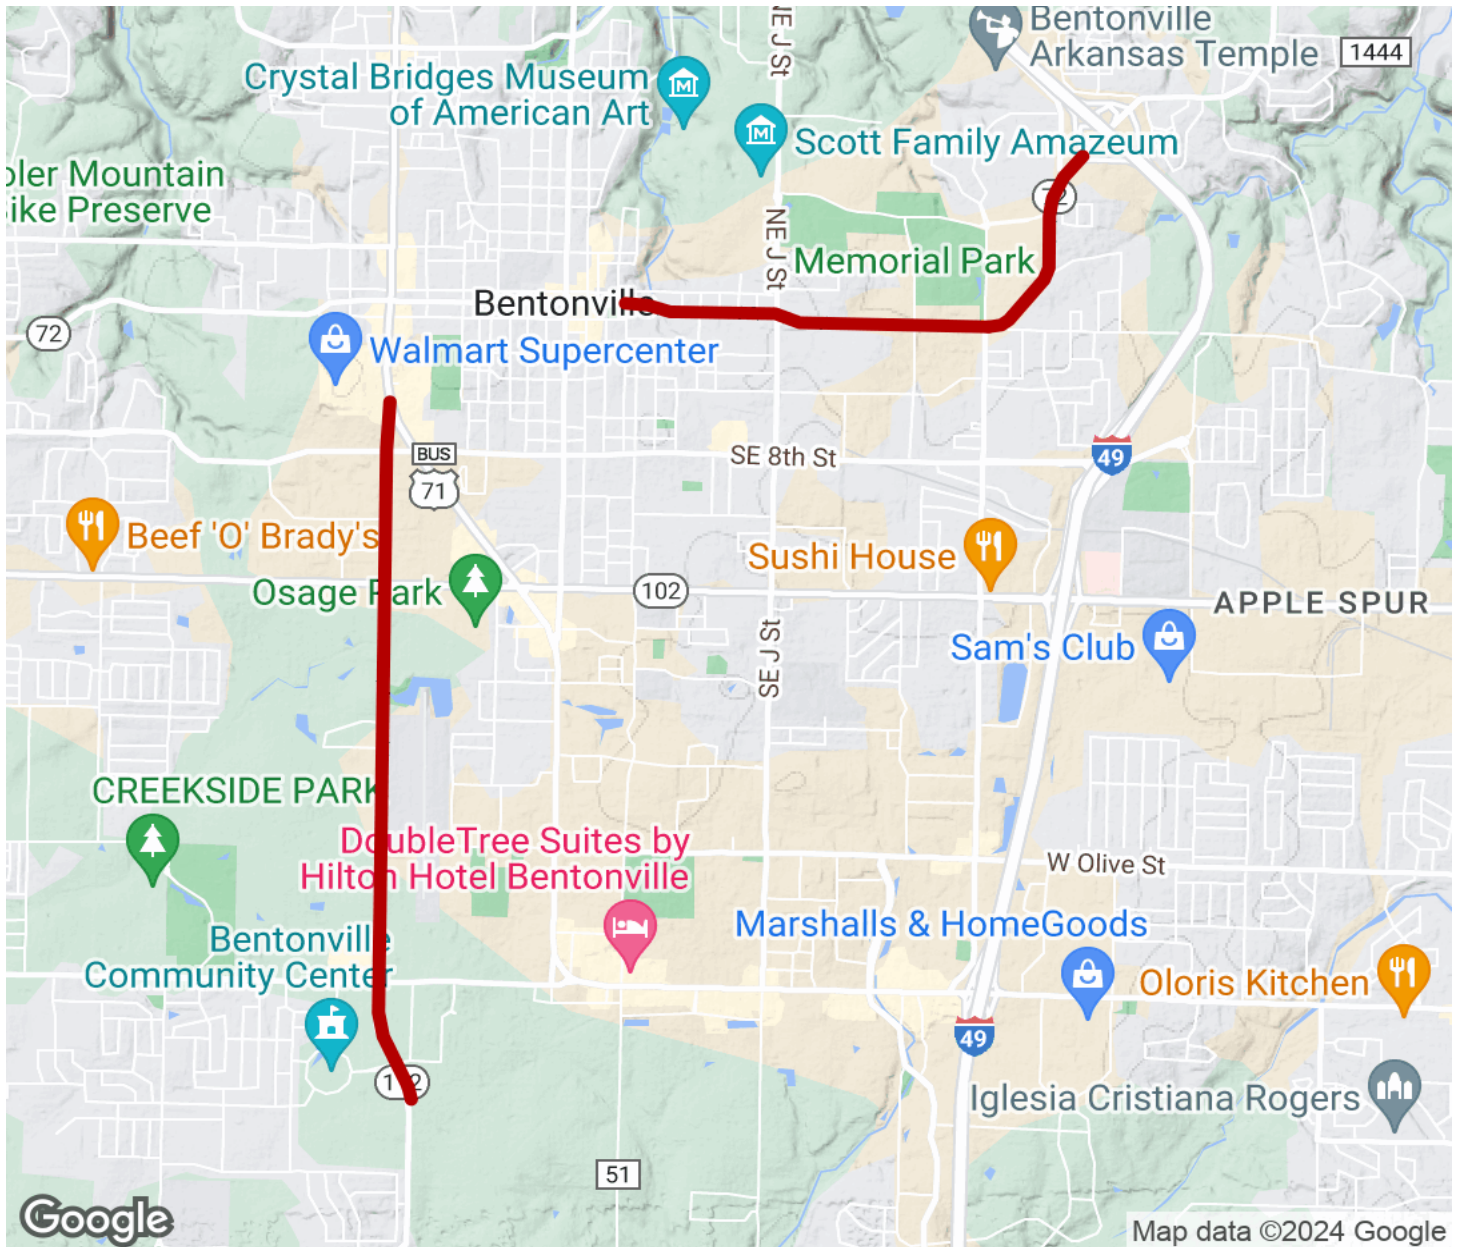 NE J St
Bentonville
Arkansas Temple
1444
Crystal Bridges Museum
of American Art
Scott Family Amazeum
oler Mountain
ike Preserve
72
NE J St
Memorial Park
Bentonville
72
Walmart Supercenter
BUS
71
SE 8th St
49
Beef 'O' Brady's
Sushi House
Osage Park
102
APPLE SPUR
SE J St
Sam's Club
CREEKSIDE PARK
DoubleTree Suites by
Hilton Hotel Bentonville
W Olive St
Marshalls & HomeGoods
Bentonville
Community Center
Oloris Kitchen
49
112
Iglesia Cristiana Rogers
51
Google
Map data ©2024 Google